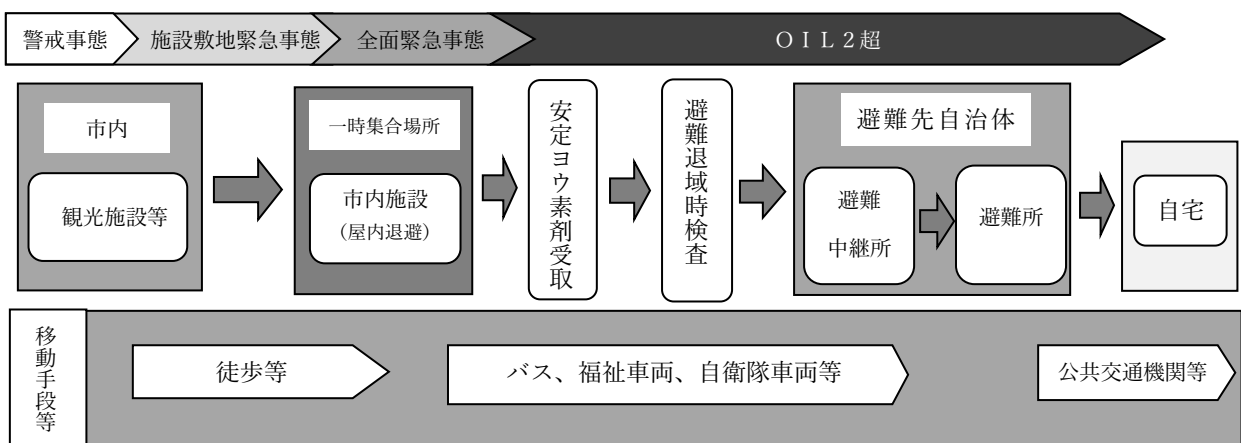 警戒事態
施設敷地緊急事態
全面緊急事態
OIL2超
市内
観光施設等
一時集合場所
市内施設
(屋内退避)
安定ヨウ素剤受取
避難退域時検査
避難先自治体
避難
中継所
避難所
自宅
移動手段等
徒歩等
バス、福祉車両、自衛隊車両等
公共交通機関等